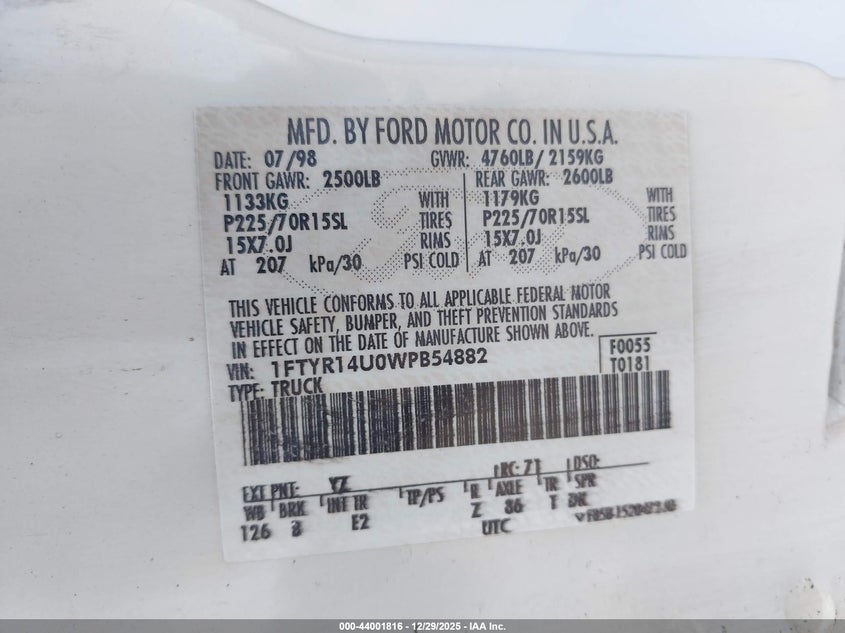 MFD. BY FORD MOTOR CO. IN U.S.A.
DATE: 07/98 GVWR: 4760LB/ 2159KG
FRONT GAWR: 2500LB REAR GAWR: 2600LB
1133KG WITH 1179KG WITH
P225/70R15SL TIRES P225/70R15SL TIRES
15X7.0J RIMS 15X7.0J RIMS
AT 207 kPa/30 PSI COLD AT 207 kPa/30 PSI COLD
THIS VEHICLE CONFORMS TO ALL APPLICABLE FEDERAL MOTOR
VEHICLE SAFETY, BUMPER, AND THEFT PREVENTION STANDARDS
IN EFFECT ON THE DATE OF MANUFACTURE SHOWN ABOVE.
VIN: 1FTYR14U0WPB54882 F0055
TYPE: TRUCK T0181
EXT PNT: YZ RC: 71 DSO:
WB BRK INT TR TP/PS R AXLE TR SPR
126 E2 Z 86 T
UTC
000-44001816 - 12/29/2025 - IAA Inc.